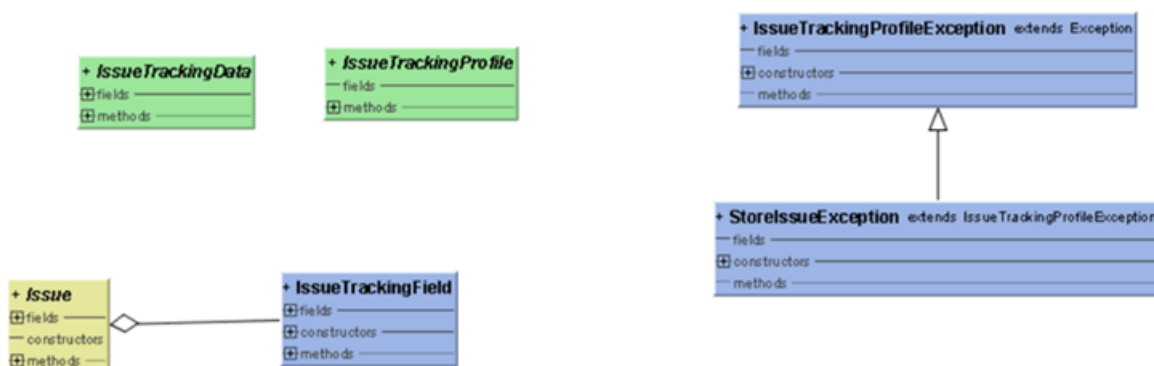 + IssueTrackingData
fields
methods
+ IssueTrackingProfile
fields
methods
+ IssueTrackingProfileException extends Exception
fields
constructors
methods
+ StoreIssueException extends IssueTrackingProfileException
fields
constructors
methods
+ Issue
fields
constructors
methods
+ IssueTrackingField
fields
constructors
methods